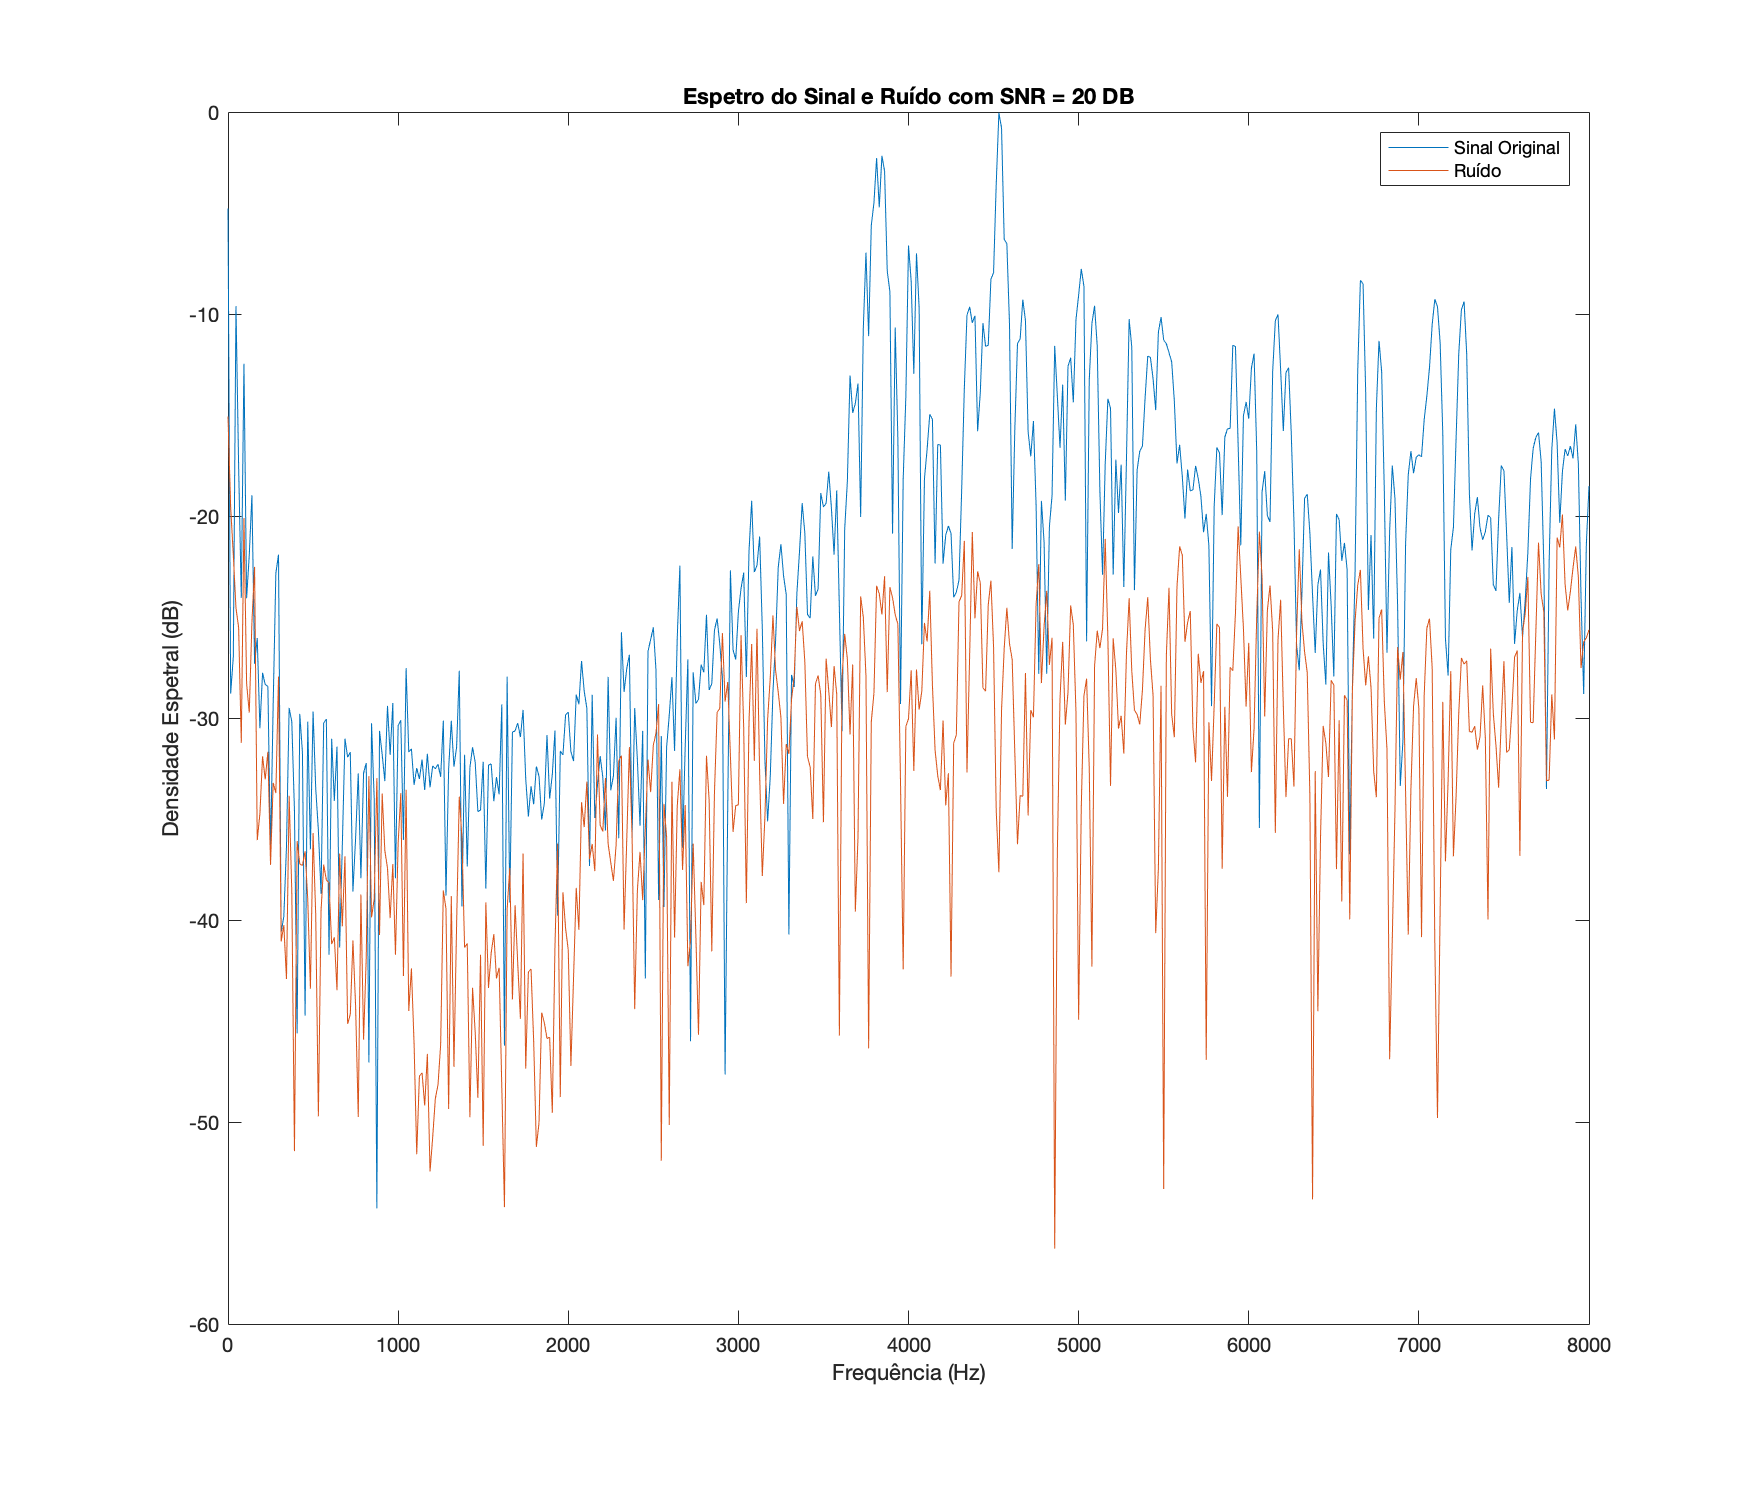 Espetro do Sinal e Ruído com SNR = 20 DB
Sinal Original
Ruído
0
-10
-20
-30
-40
-50
-60
Densidade Espetral (dB)
0 1000 2000 3000 4000 5000 6000 7000 8000
Frequência (Hz)